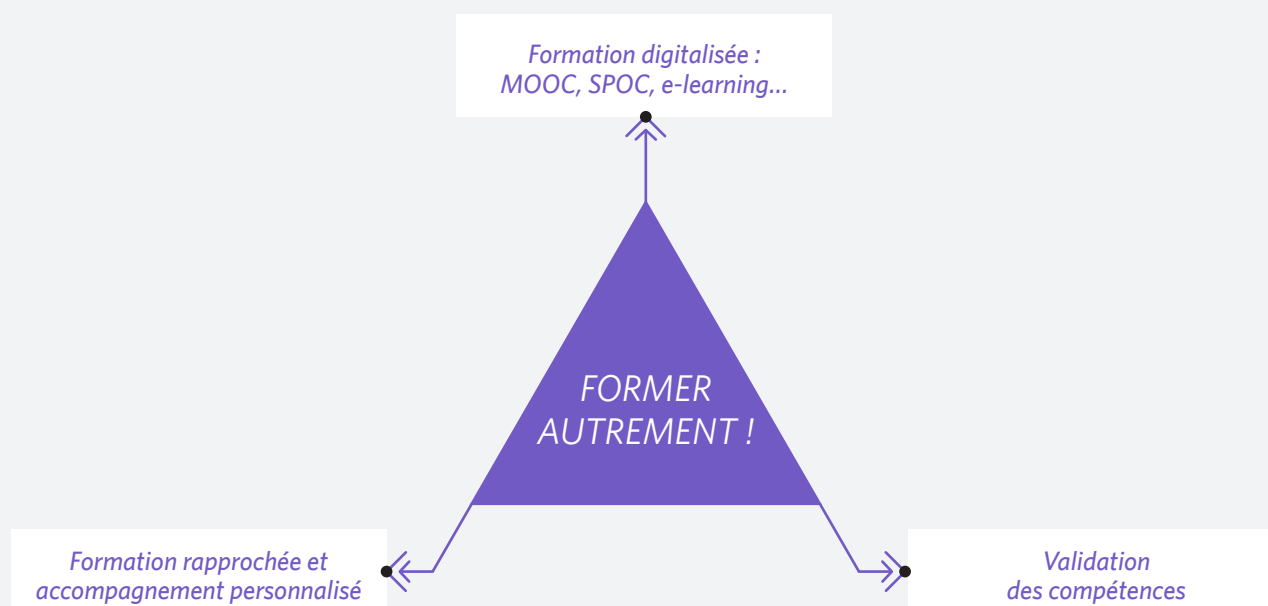 Formation digitalisée :
MOOC, SPOC, e-learning...
FORMER
AUTREMENT !
Formation rapprochée et
accompagnement personnalisé
Validation
des compétences